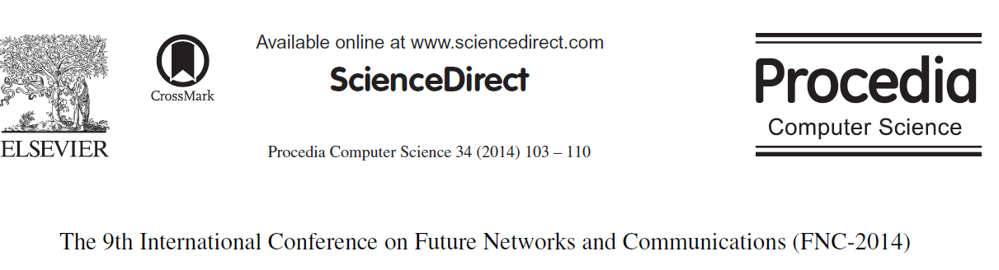 Available online at www.sciencedirect.com
ScienceDirect
CrossMark
ELSEVIER
Procedia Computer Science 34 (2014) 103 – 110
Procedia
Computer Science
The 9th International Conference on Future Networks and Communications (FNC-2014)